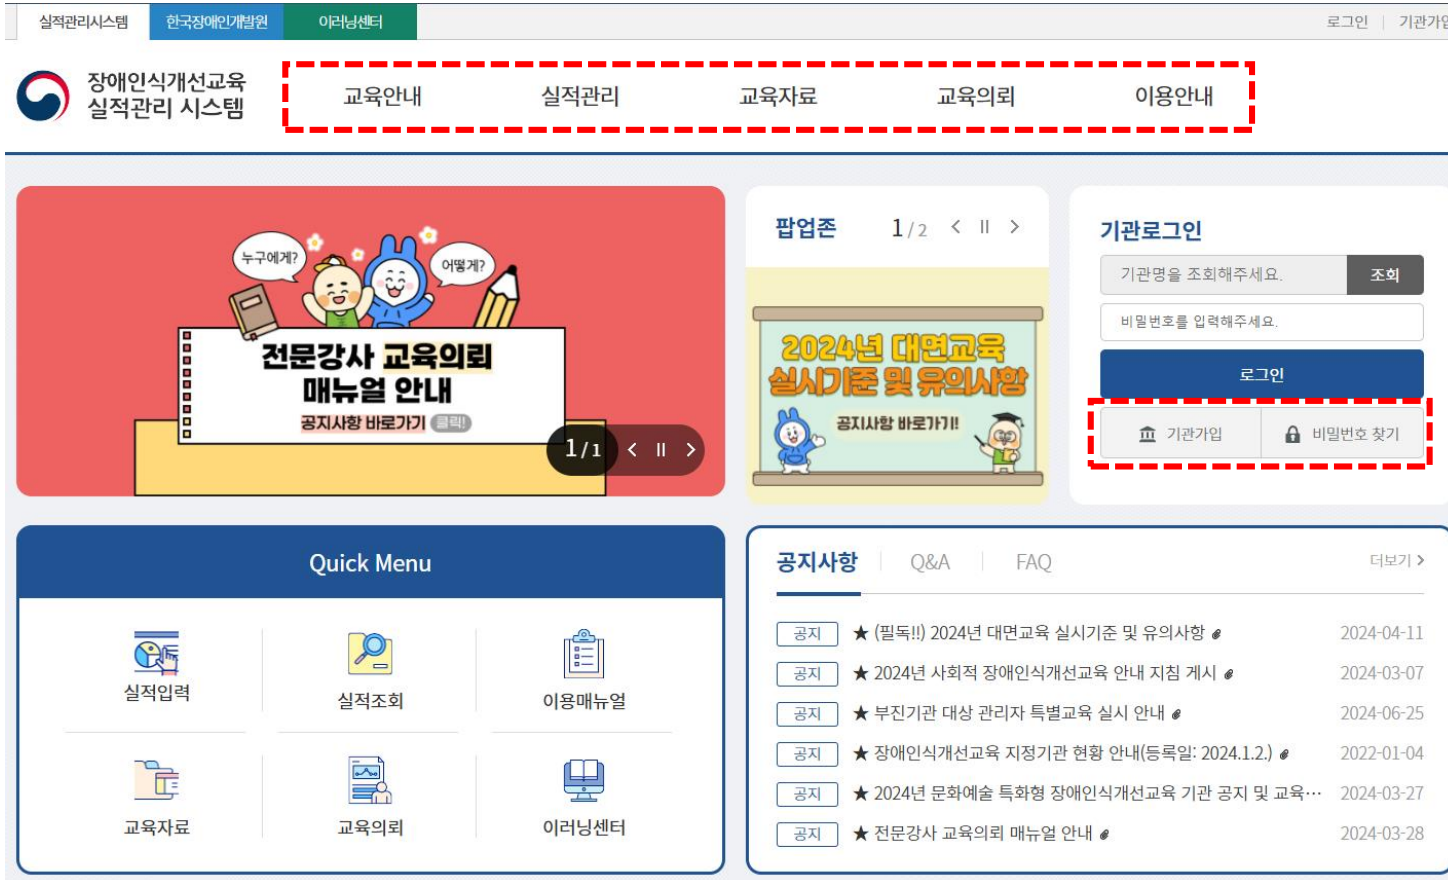 실적관리시스템 한국장애인개발원 이러닝센터 로그인 기관가입
장애인식개선교육
실적관리 시스템
교육안내 실적관리 교육자료 교육의뢰 이용안내
누구에게?
어떻게?
전문강사 교육의뢰
매뉴얼 안내
공지사항 바로가기 클릭!
1/1
팝업존 1/2
2024년 대면교육
실시기준 및 유의사항
공지사항 바로가기!
기관로그인
기관명을 조회해주세요. 조회
비밀번호를 입력해주세요.
로그인
기관가입 비밀번호 찾기
Quick Menu
실적입력 실적조회 이용매뉴얼
교육자료 교육의뢰 이러닝센터
공지사항 Q&A FAQ 더보기
공지 ★ (필독!!) 2024년 대면교육 실시기준 및 유의사항 2024-04-11
공지 ★ 2024년 사회적 장애인식개선교육 안내 지침 게시 2024-03-07
공지 ★ 부진기관 대상 관리자 특별교육 실시 안내 2024-06-25
공지 ★ 장애인식개선교육 지정기관 현황 안내(등록일: 2024.1.2.) 2022-01-04
공지 ★ 2024년 문화예술 특화형 장애인식개선교육 기관 공지 및 교육… 2024-03-27
공지 ★ 전문강사 교육의뢰 매뉴얼 안내 2024-03-28